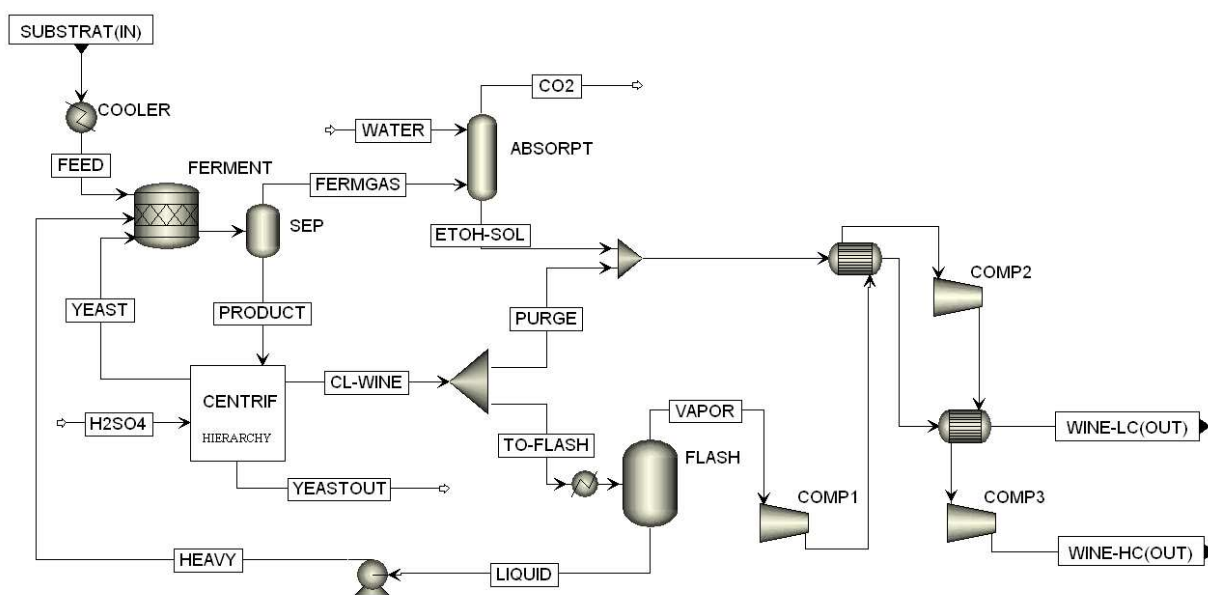 SUBSTRAT(IN)
COOLER
CO2
WATER
ABSORPT
FEED
FERMENT
FERMGAS
SEP
ETOH-SOL
COMP2
YEAST
PRODUCT
PURGE
CL-WINE
CENTRIF
HIERARCHY
H2SO4
VAPOR
WINE-LC(OUT)
TO-FLASH
FLASH
YEASTOUT
COMP1
COMP3
HEAVY
LIQUID
WINE-HC(OUT)